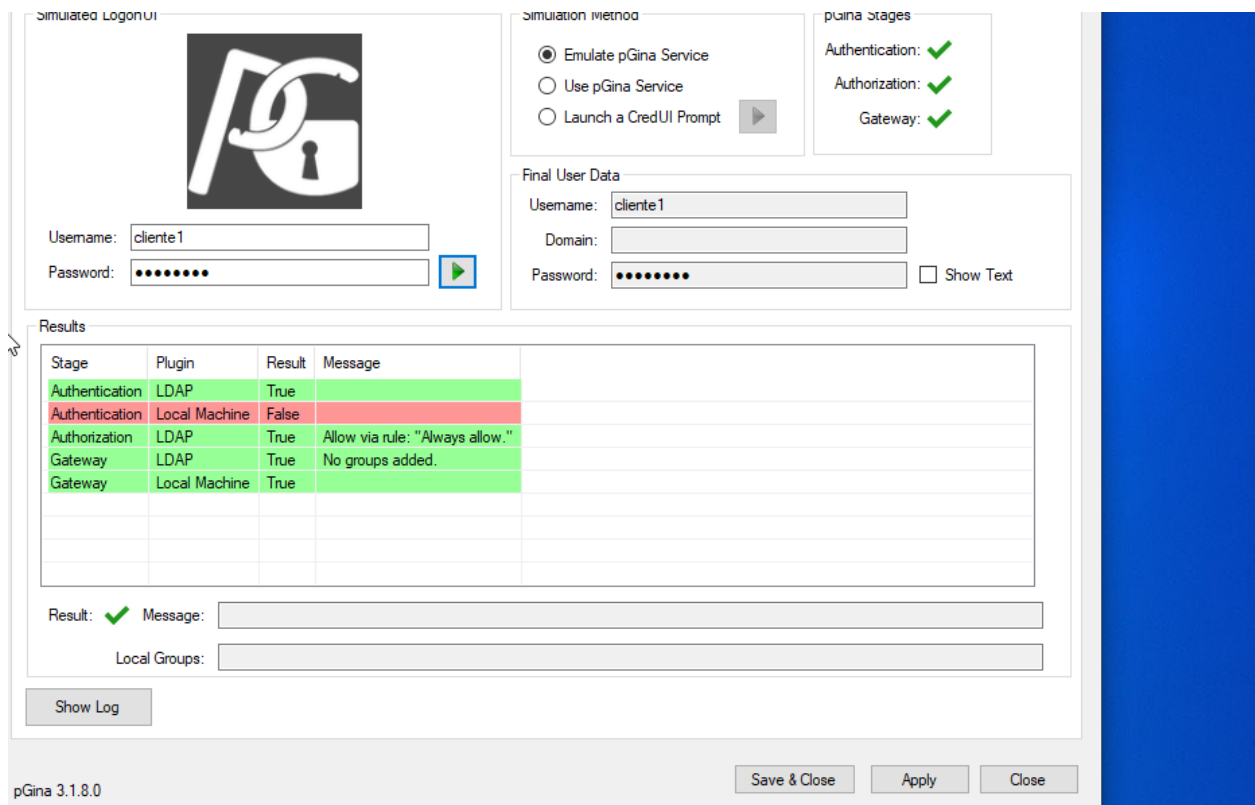 Simulated LogonUI
Simulation Method
pGina Stages
Emulate pGina Service
Use pGina Service
Launch a CredUI Prompt
Authentication:
Authorization:
Gateway:
Username: cliente1
Password: ●●●●●●●●
Final User Data
Username: cliente1
Domain:
Password: ●●●●●●●●
Show Text
Results
Stage Plugin Result Message
Authentication LDAP True
Authentication Local Machine False
Authorization LDAP True Allow via rule: "Always allow."
Gateway LDAP True No groups added.
Gateway Local Machine True
Result: Message:
Local Groups:
Show Log
pGina 3.1.8.0
Save & Close Apply Close